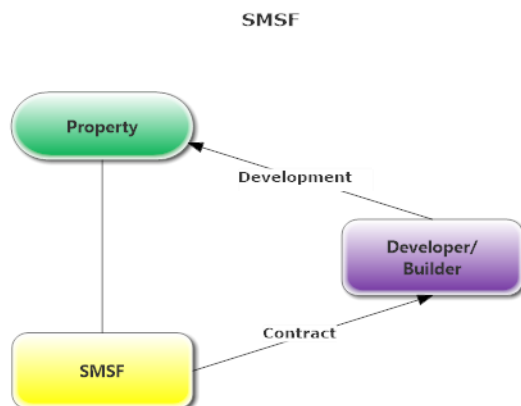 SMSF
Property
Development
Developer/
Builder
Contract
SMSF